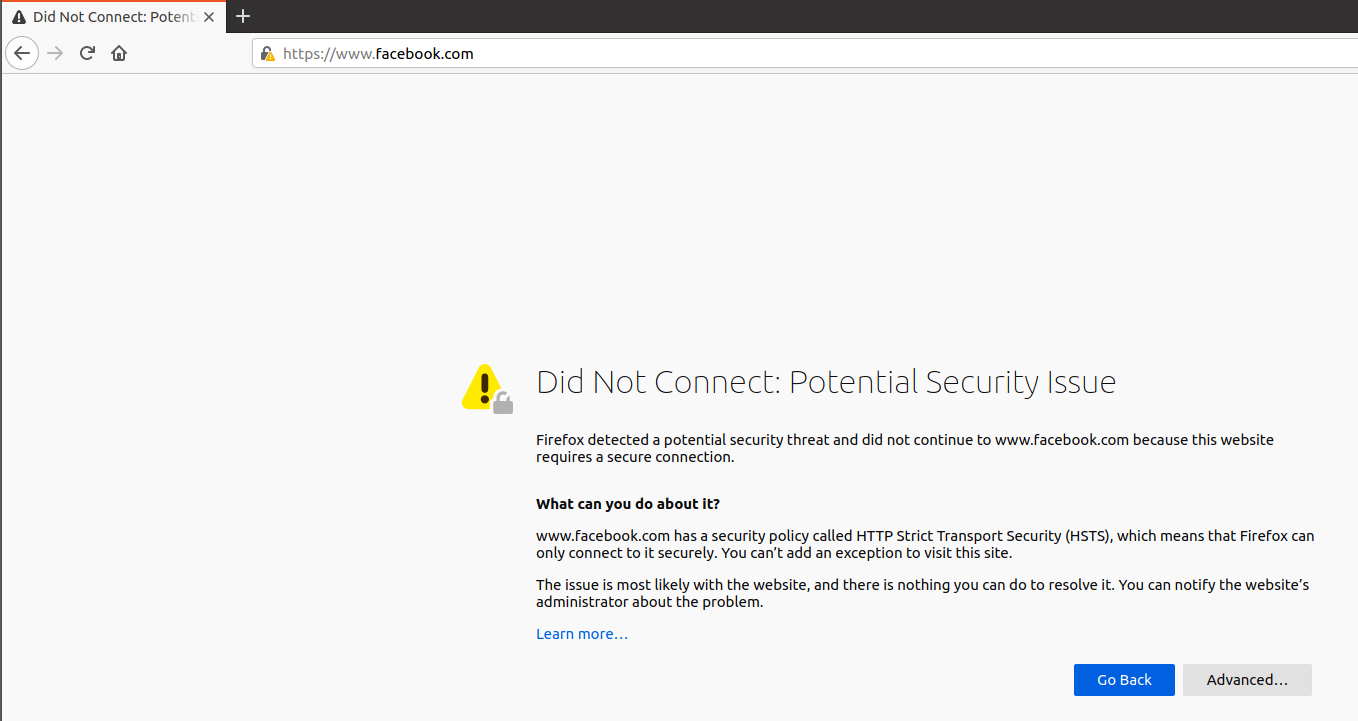 Did Not Connect: Potent
https://www.facebook.com
Did Not Connect: Potential Security Issue
Firefox detected a potential security threat and did not continue to www.facebook.com because this website
requires a secure connection.
What can you do about it?
www.facebook.com has a security policy called HTTP Strict Transport Security (HSTS), which means that Firefox can
only connect to it securely. You can’t add an exception to visit this site.
The issue is most likely with the website, and there is nothing you can do to resolve it. You can notify the website’s
administrator about the problem.
Learn more…
Go Back
Advanced…